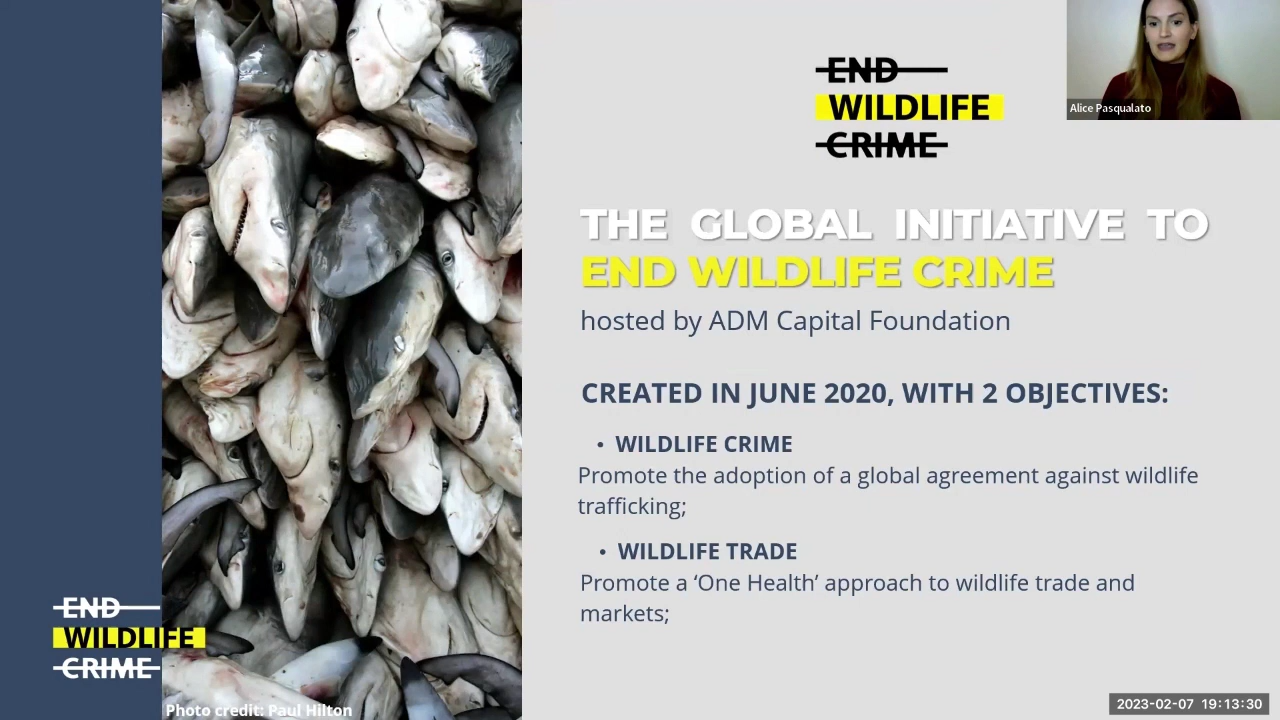 END
WILDLIFE
CRIME
Alice Pasqualato
THE GLOBAL INITIATIVE TO
END WILDLIFE CRIME
hosted by ADM Capital Foundation
CREATED IN JUNE 2020, WITH 2 OBJECTIVES:
• WILDLIFE CRIME
Promote the adoption of a global agreement against wildlife
trafficking;
• WILDLIFE TRADE
Promote a ‘One Health’ approach to wildlife trade and
markets;
END
WILDLIFE
CRIME
Photo credit: Paul Hilton
2023-02-07 19:13:30